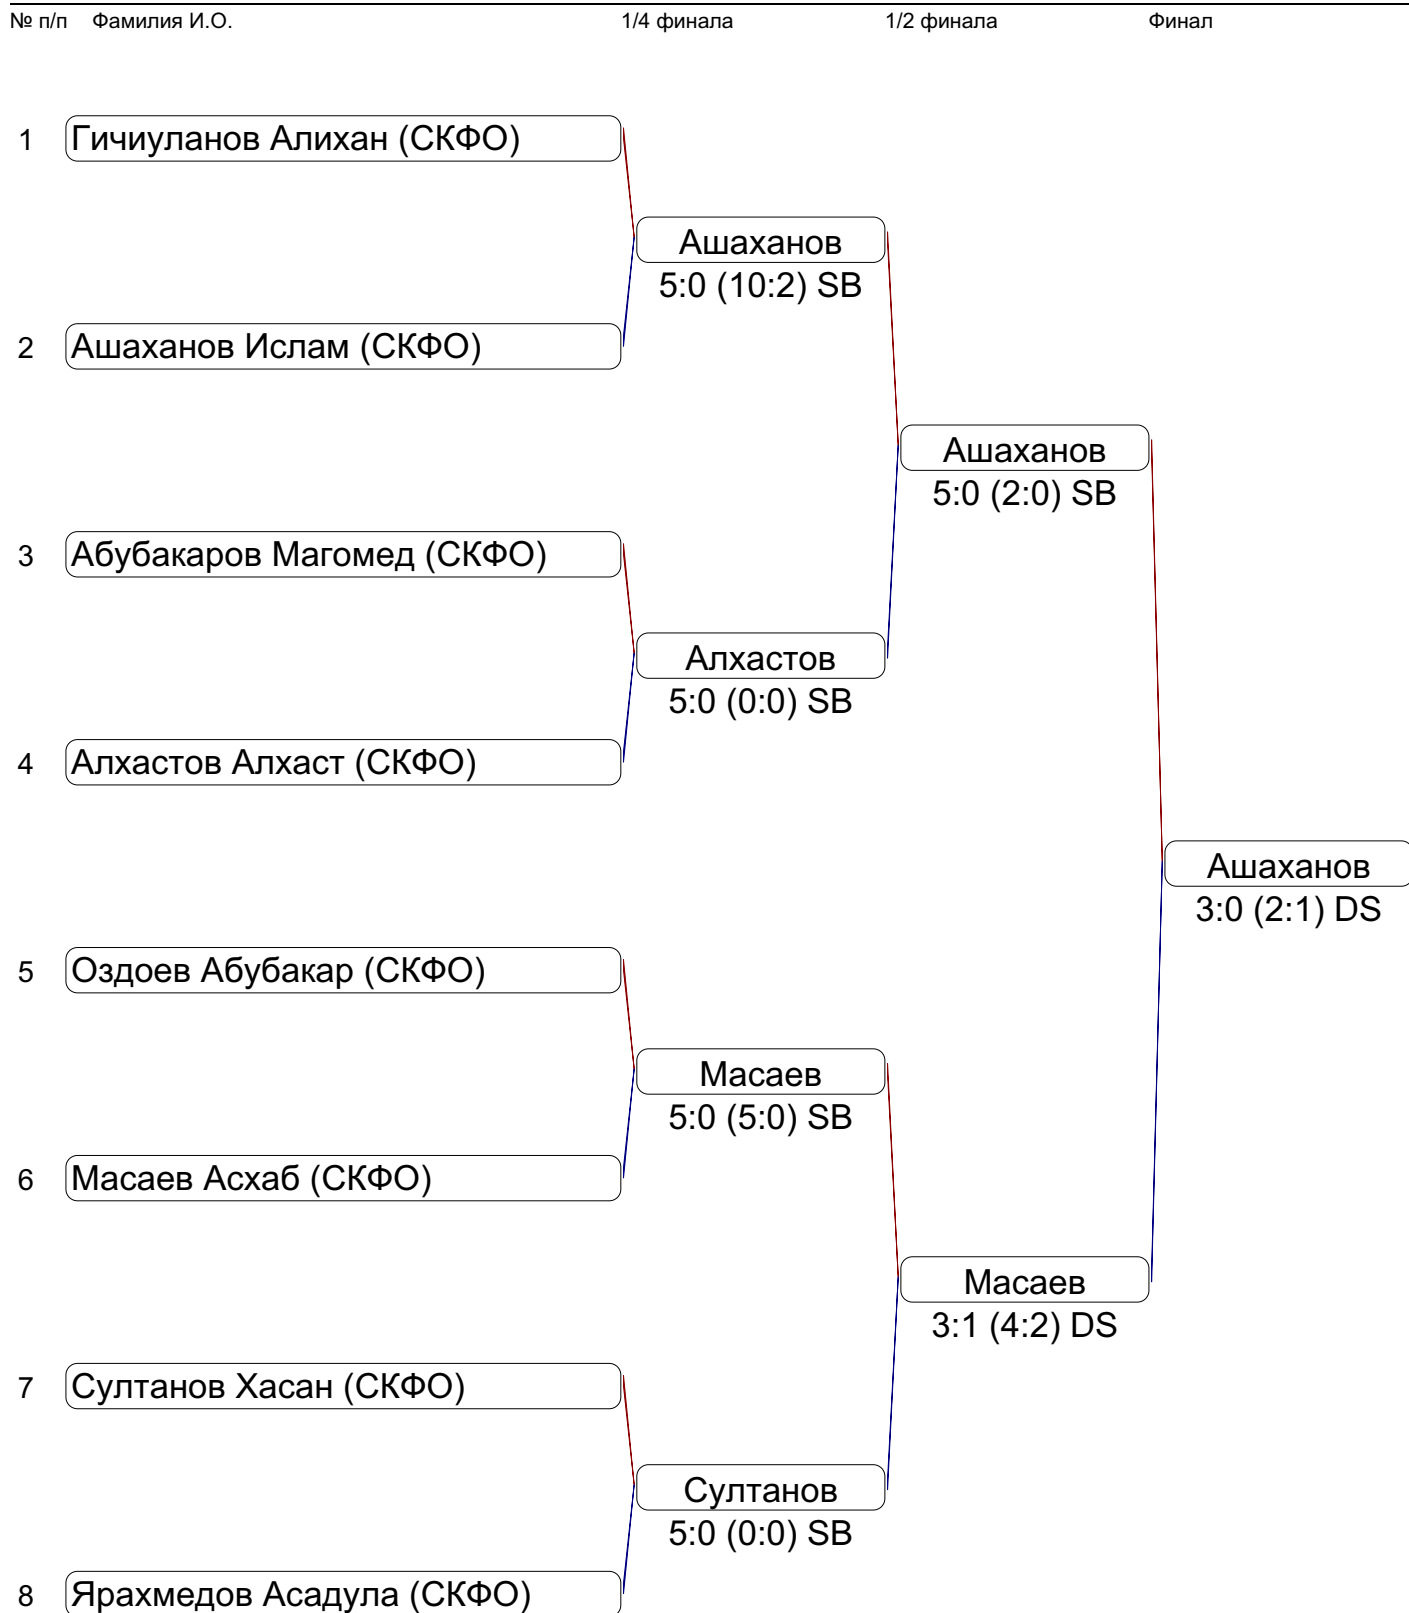 № п/п Фамилия И.О. 1/4 финала 1/2 финала Финал
1 Гичиуланов Алихан (СКФО)
Ашаханов
5:0 (10:2) SB
2 Ашаханов Ислам (СКФО)
Ашаханов
5:0 (2:0) SB
3 Абубакаров Магомед (СКФО)
Алхастов
5:0 (0:0) SB
4 Алхастов Алхаст (СКФО)
Ашаханов
3:0 (2:1) DS
5 Оздоев Абубакар (СКФО)
Масаев
5:0 (5:0) SB
6 Масаев Асхаб (СКФО)
Масаев
3:1 (4:2) DS
7 Султанов Хасан (СКФО)
Султанов
5:0 (0:0) SB
8 Ярахмедов Асадула (СКФО)